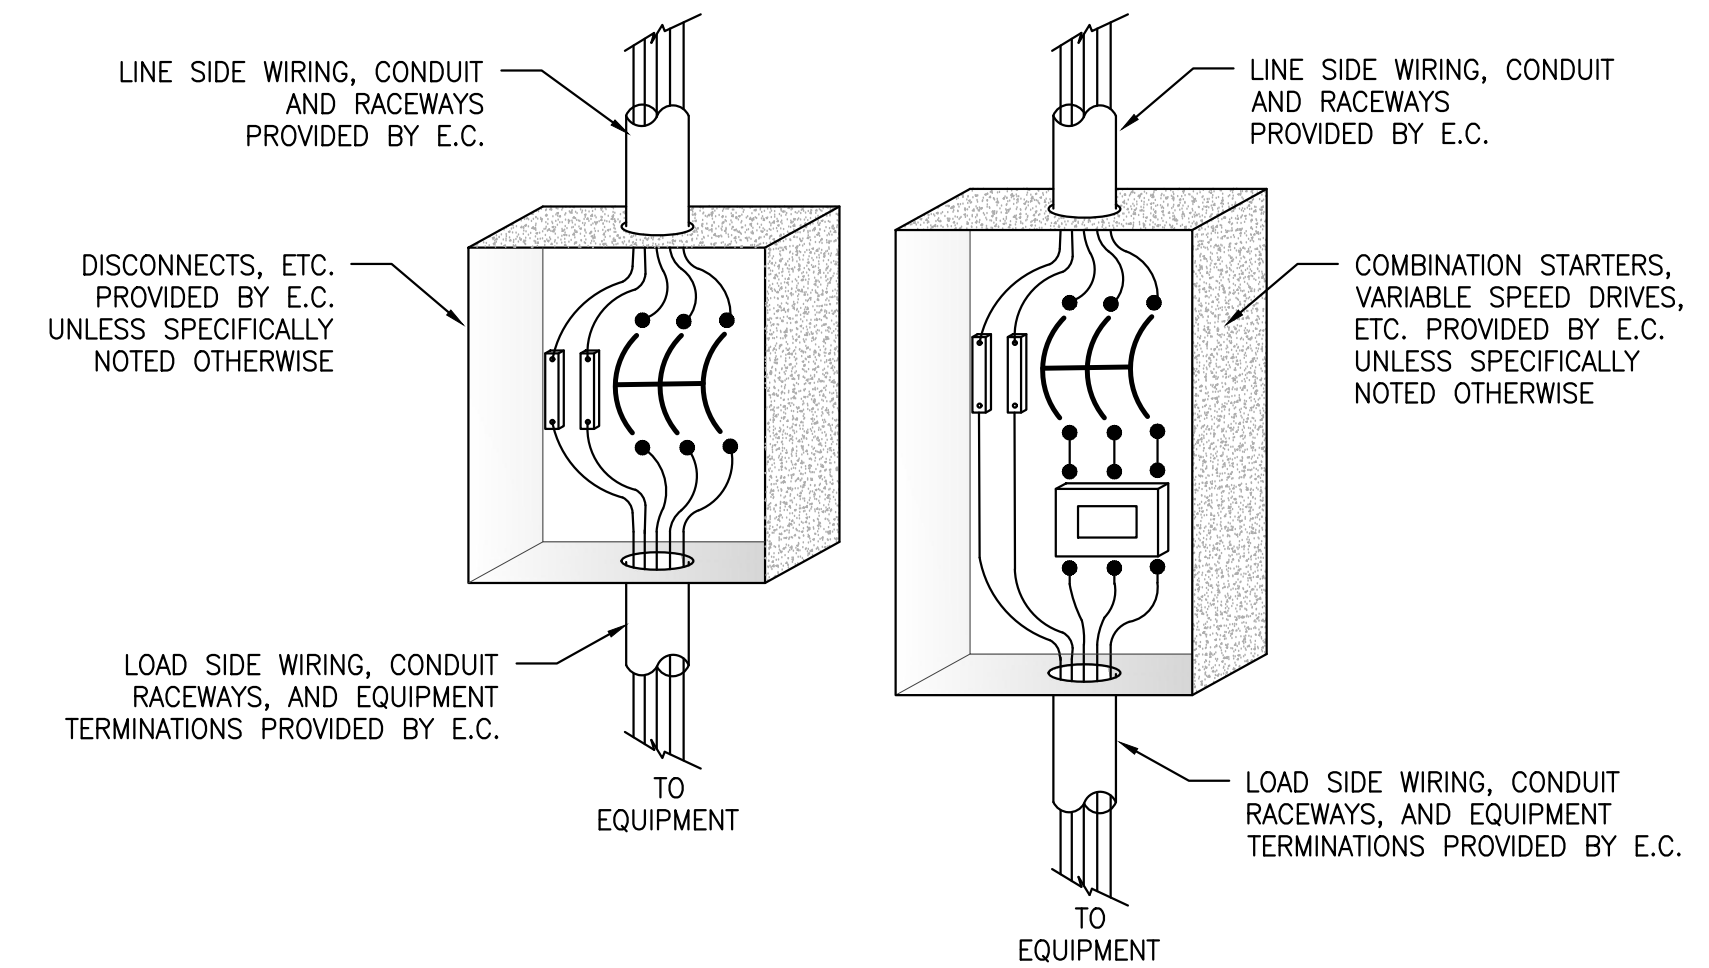 LINE SIDE WIRING, CONDUIT
AND RACEWAYS
PROVIDED BY E.C.
DISCONNECTS, ETC.
PROVIDED BY E.C.
UNLESS SPECIFICALLY
NOTED OTHERWISE
LOAD SIDE WIRING, CONDUIT
RACEWAYS, AND EQUIPMENT
TERMINATIONS PROVIDED BY E.C.
TO
EQUIPMENT
LINE SIDE WIRING, CONDUIT
AND RACEWAYS
PROVIDED BY E.C.
COMBINATION STARTERS,
VARIABLE SPEED DRIVES,
ETC. PROVIDED BY E.C.
UNLESS SPECIFICALLY
NOTED OTHERWISE
LOAD SIDE WIRING, CONDUIT
RACEWAYS, AND EQUIPMENT
TERMINATIONS PROVIDED BY E.C.
TO
EQUIPMENT